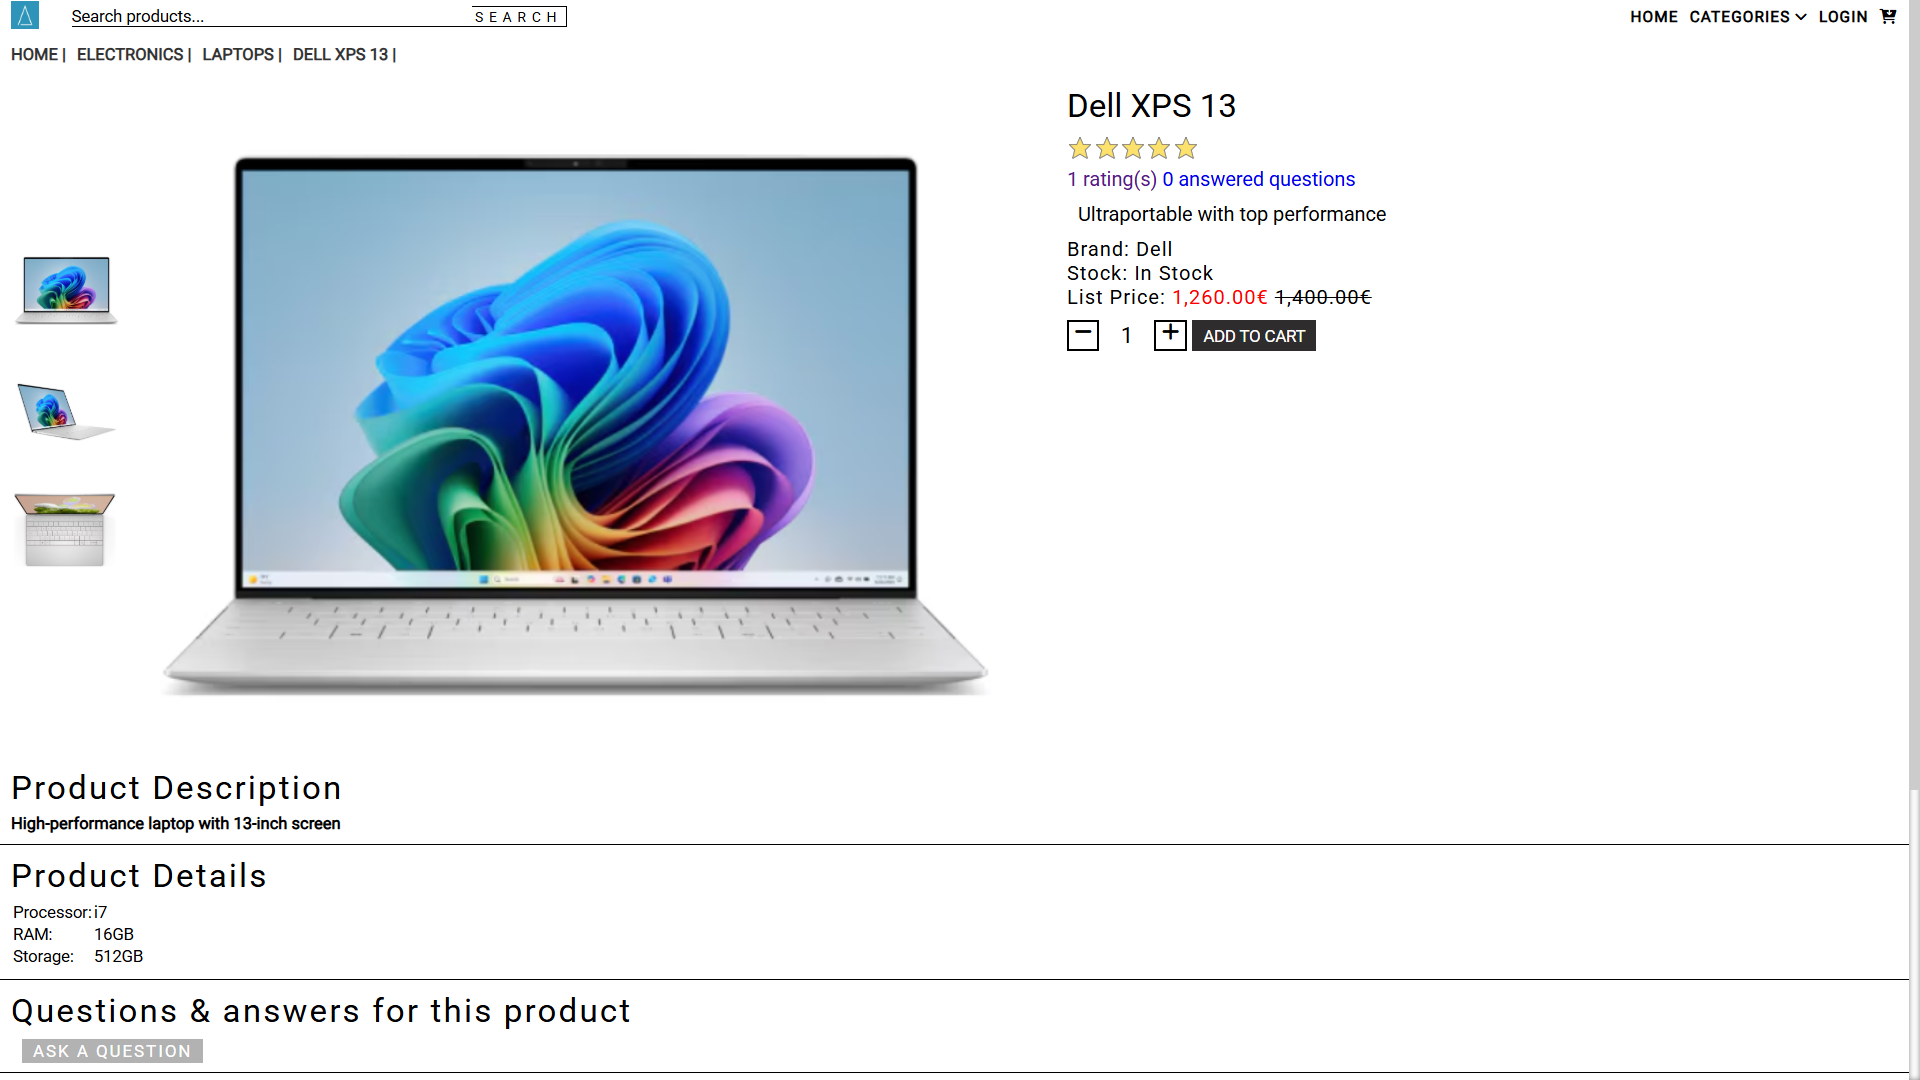 Search products... SEARCH HOME CATEGORIES LOGIN
HOME | ELECTRONICS | LAPTOPS | DELL XPS 13 |
Dell XPS 13
1 rating(s) 0 answered questions
Ultraportable with top performance
Brand: Dell
Stock: In Stock
List Price: 1,260.00€ 1,400.00€
1 ADD TO CART
Product Description
High-performance laptop with 13-inch screen
Product Details
Processor: i7
RAM: 16GB
Storage: 512GB
Questions & answers for this product
ASK A QUESTION